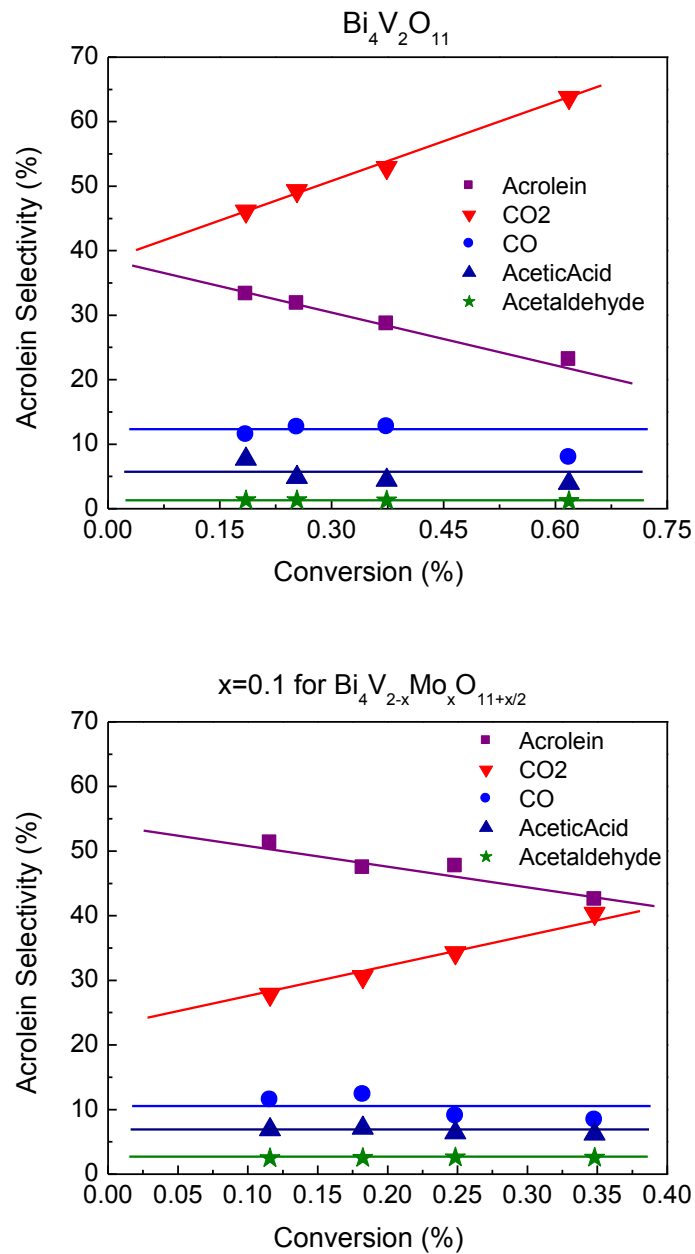 Bi4V2O11
70
60
50
40
30
20
10
0
Acrolein Selectivity (%)
Acrolein
CO2
CO
AceticAcid
Acetaldehyde
0.00 0.15 0.30 0.45 0.60 0.75
Conversion (%)
x=0.1 for Bi4V2-xMoxO11+x/2
70
60
50
40
30
20
10
0
Acrolein Selectivity (%)
Acrolein
CO2
CO
AceticAcid
Acetaldehyde
0.00 0.05 0.10 0.15 0.20 0.25 0.30 0.35 0.40
Conversion (%)